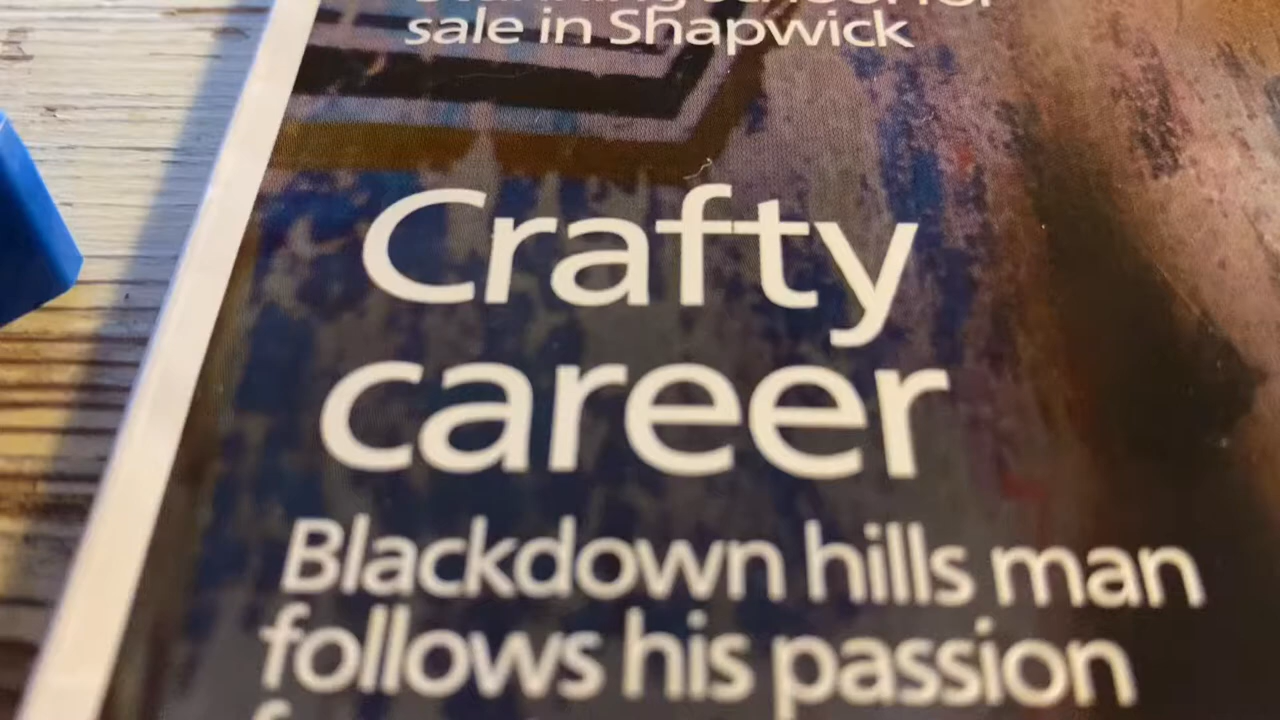 sale in Shapwick
Crafty
career
Blackdown hills man
follows his passion